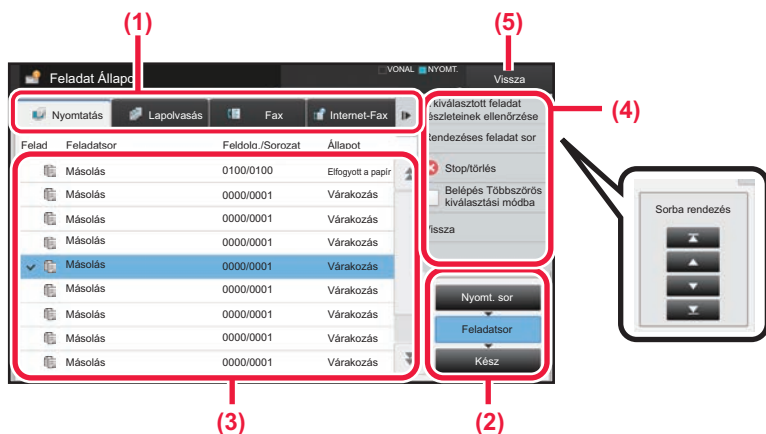 (1)
(5)
Feladat Állapo
VONAL
NYOMT.
Vissza
Nyomtatás
Lapolvasás
Fax
Internet-Fax
kiválasztott feladat
észleteinek ellenőrzése
(4)
Rendezéses feladat sor
Felad Feladatsor Feldolg./Sorozat Állapot
Másolás 0100/0100 Elfogyott a papír
Stop/törlés
Másolás 0000/0001 Várakozás
Belépés Többszörös
kiválasztási módba
Másolás 0000/0001 Várakozás
Vissza
Másolás 0000/0001 Várakozás
Másolás 0000/0001 Várakozás
Másolás 0000/0001 Várakozás
Másolás 0000/0001 Várakozás
Másolás 0000/0001 Várakozás
Másolás 0000/0001 Várakozás
Nyomt. sor
Feladatsor
Kész
Sorba rendezés
(3)
(2)